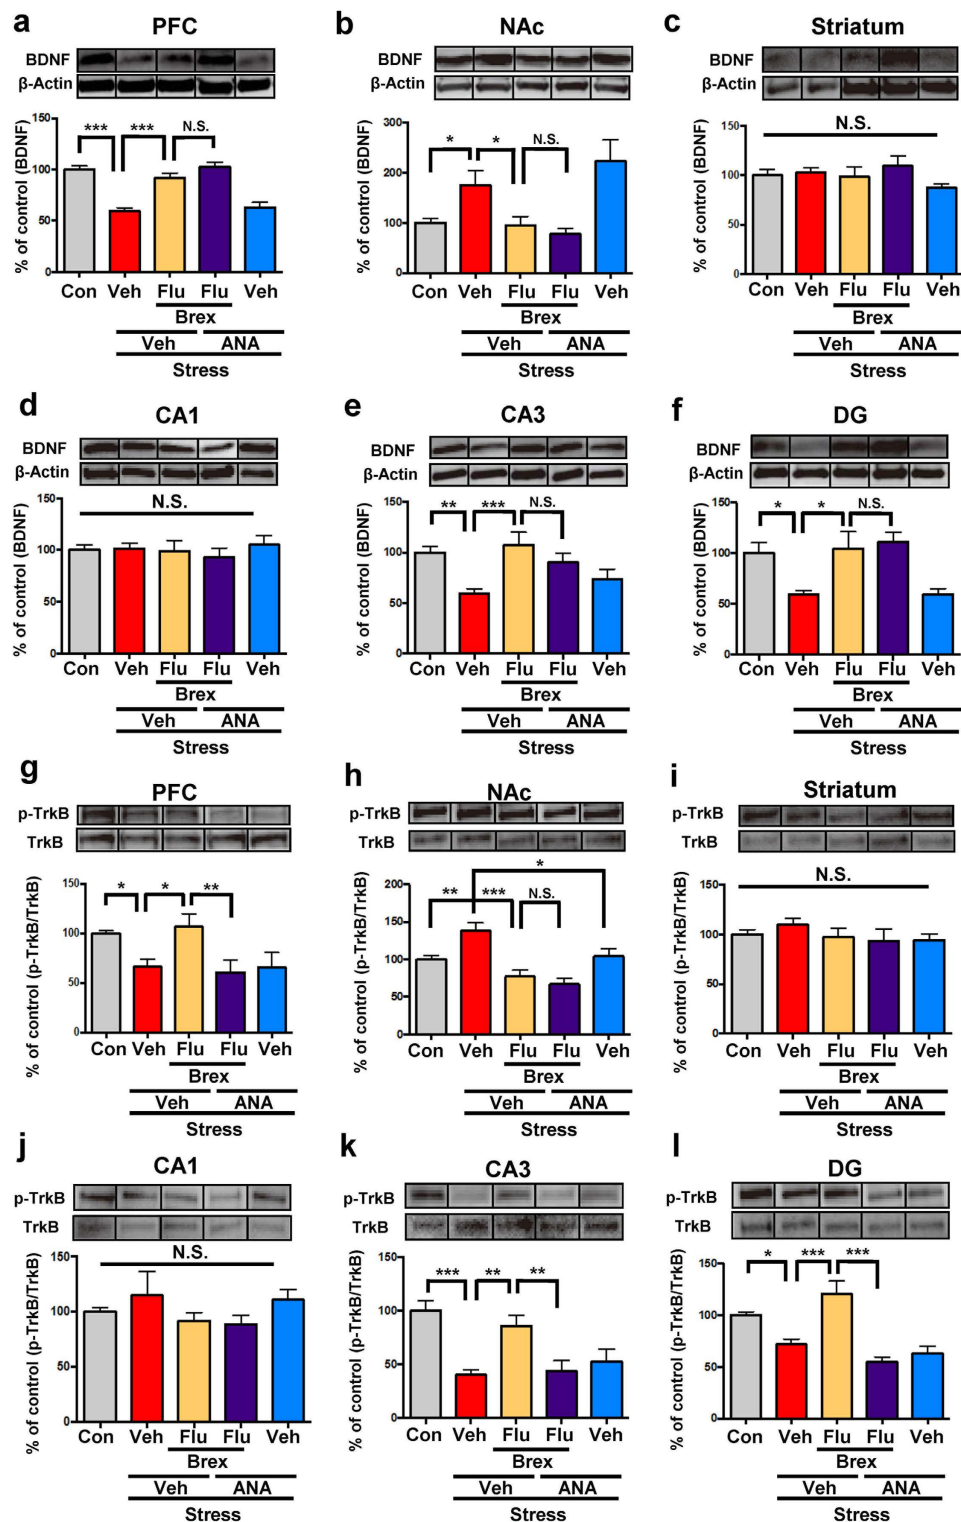 a PFC
BDNF
β-Actin
% of control (BDNF)
150
100
50
0
*** *** N.S.
Con Veh Flu Flu Veh
Brex
Veh ANA
Stress
b NAc
BDNF
β-Actin
% of control (BDNF)
300
200
100
0
* * N.S.
Con Veh Flu Flu Veh
Brex
Veh ANA
Stress
c Striatum
BDNF
β-Actin
% of control (BDNF)
150
100
50
0
N.S.
Con Veh Flu Flu Veh
Brex
Veh ANA
Stress
d CA1
BDNF
β-Actin
% of control (BDNF)
150
100
50
0
N.S.
Con Veh Flu Flu Veh
Brex
Veh ANA
Stress
e CA3
BDNF
β-Actin
% of control (BDNF)
150
100
50
0
** *** N.S.
Con Veh Flu Flu Veh
Brex
Veh ANA
Stress
f DG
BDNF
β-Actin
% of control (BDNF)
150
100
50
0
* * N.S.
Con Veh Flu Flu Veh
Brex
Veh ANA
Stress
g PFC
p-TrkB
TrkB
% of control (p-TrkB/TrkB)
150
100
50
0
* * **
Con Veh Flu Flu Veh
Brex
Veh ANA
Stress
h NAc
p-TrkB
TrkB
% of control (p-TrkB/TrkB)
200
150
100
50
0
*
** *** N.S.
Con Veh Flu Flu Veh
Brex
Veh ANA
Stress
i Striatum
p-TrkB
TrkB
% of control (p-TrkB/TrkB)
150
100
50
0
N.S.
Con Veh Flu Flu Veh
Brex
Veh ANA
Stress
j CA1
p-TrkB
TrkB
% of control (p-TrkB/TrkB)
150
100
50
0
N.S.
Con Veh Flu Flu Veh
Brex
Veh ANA
Stress
k CA3
p-TrkB
TrkB
% of control (p-TrkB/TrkB)
150
100
50
0
*** ** **
Con Veh Flu Flu Veh
Brex
Veh ANA
Stress
l DG
p-TrkB
TrkB
% of control (p-TrkB/TrkB)
150
100
50
0
* *** ***
Con Veh Flu Flu Veh
Brex
Veh ANA
Stress